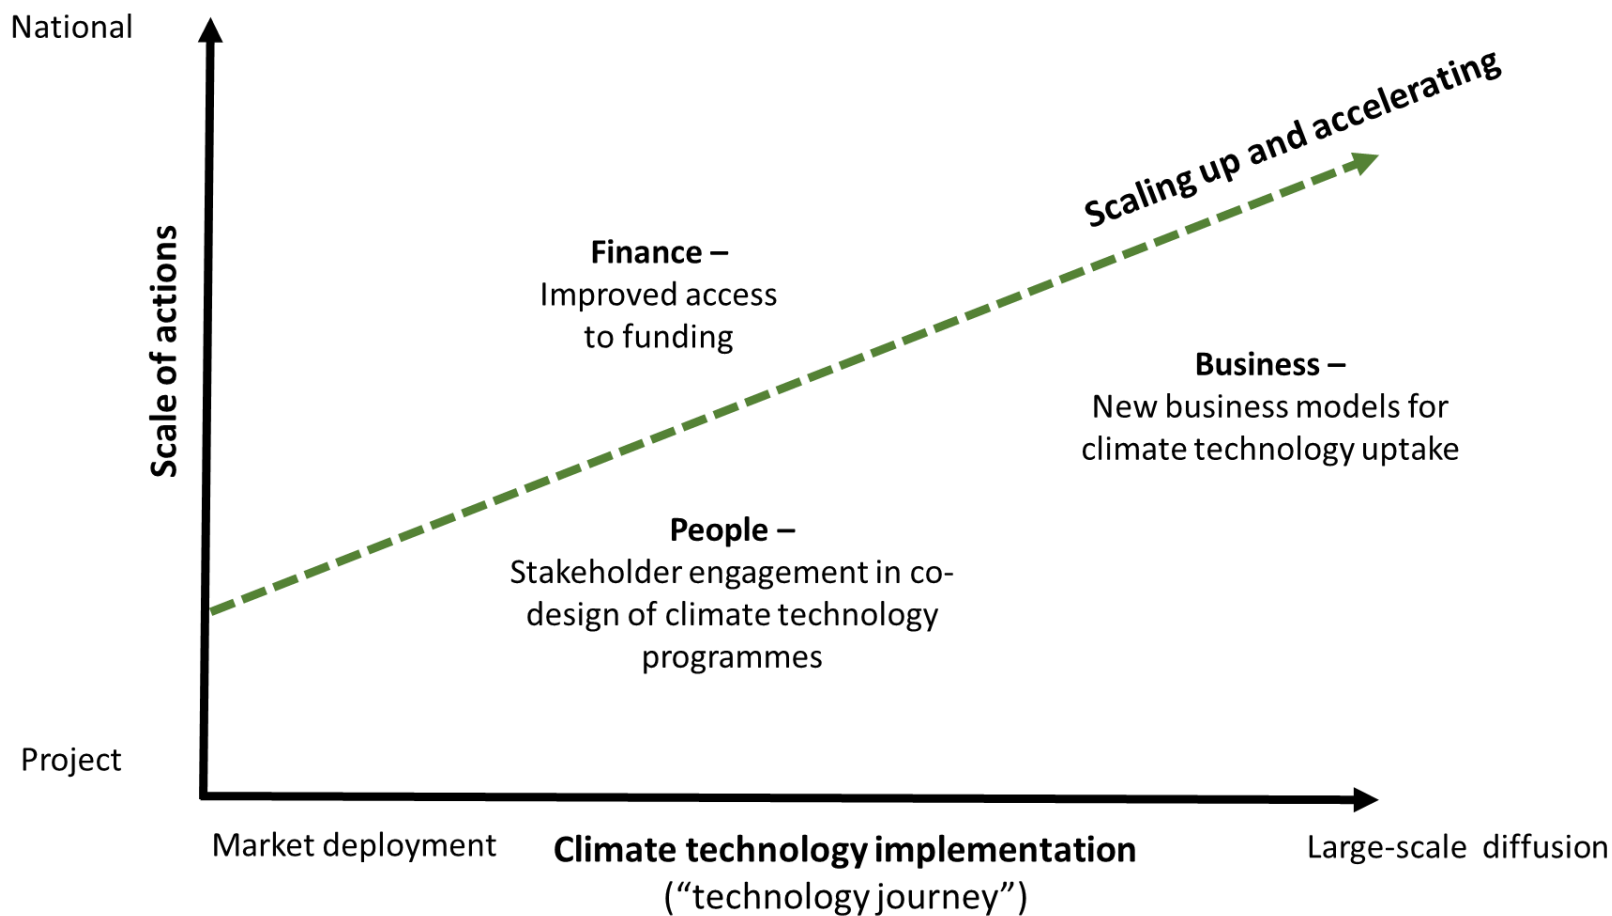 National
Scaling up and accelerating
Scale of actions
Finance –
Improved access
to funding
Business –
New business models for
climate technology uptake
People –
Stakeholder engagement in co-
design of climate technology
programmes
Project
Market deployment
Climate technology implementation
(“technology journey”)
Large-scale diffusion